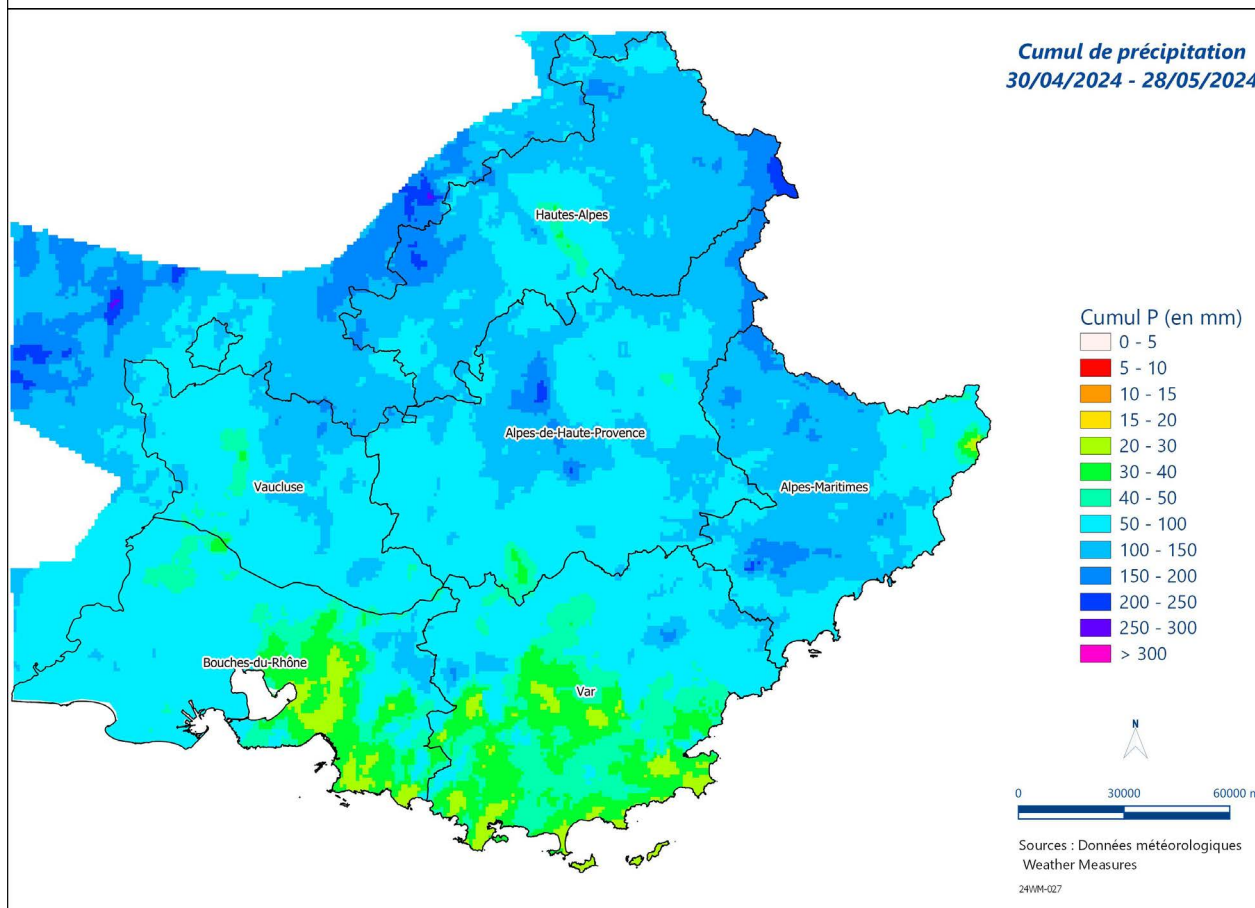 Cumul de précipitation
30/04/2024 - 28/05/2024
Hautes-Alpes
Alpes-de-Haute-Provence
Vaucluse
Alpes-Maritimes
Bouches-du-Rhône
Var
Cumul P (en mm)
0 - 5
5 - 10
10 - 15
15 - 20
20 - 30
30 - 40
40 - 50
50 - 100
100 - 150
150 - 200
200 - 250
250 - 300
> 300
N
0 30000 60000 m
Sources : Données météorologiques
Weather Measures
24WM-027